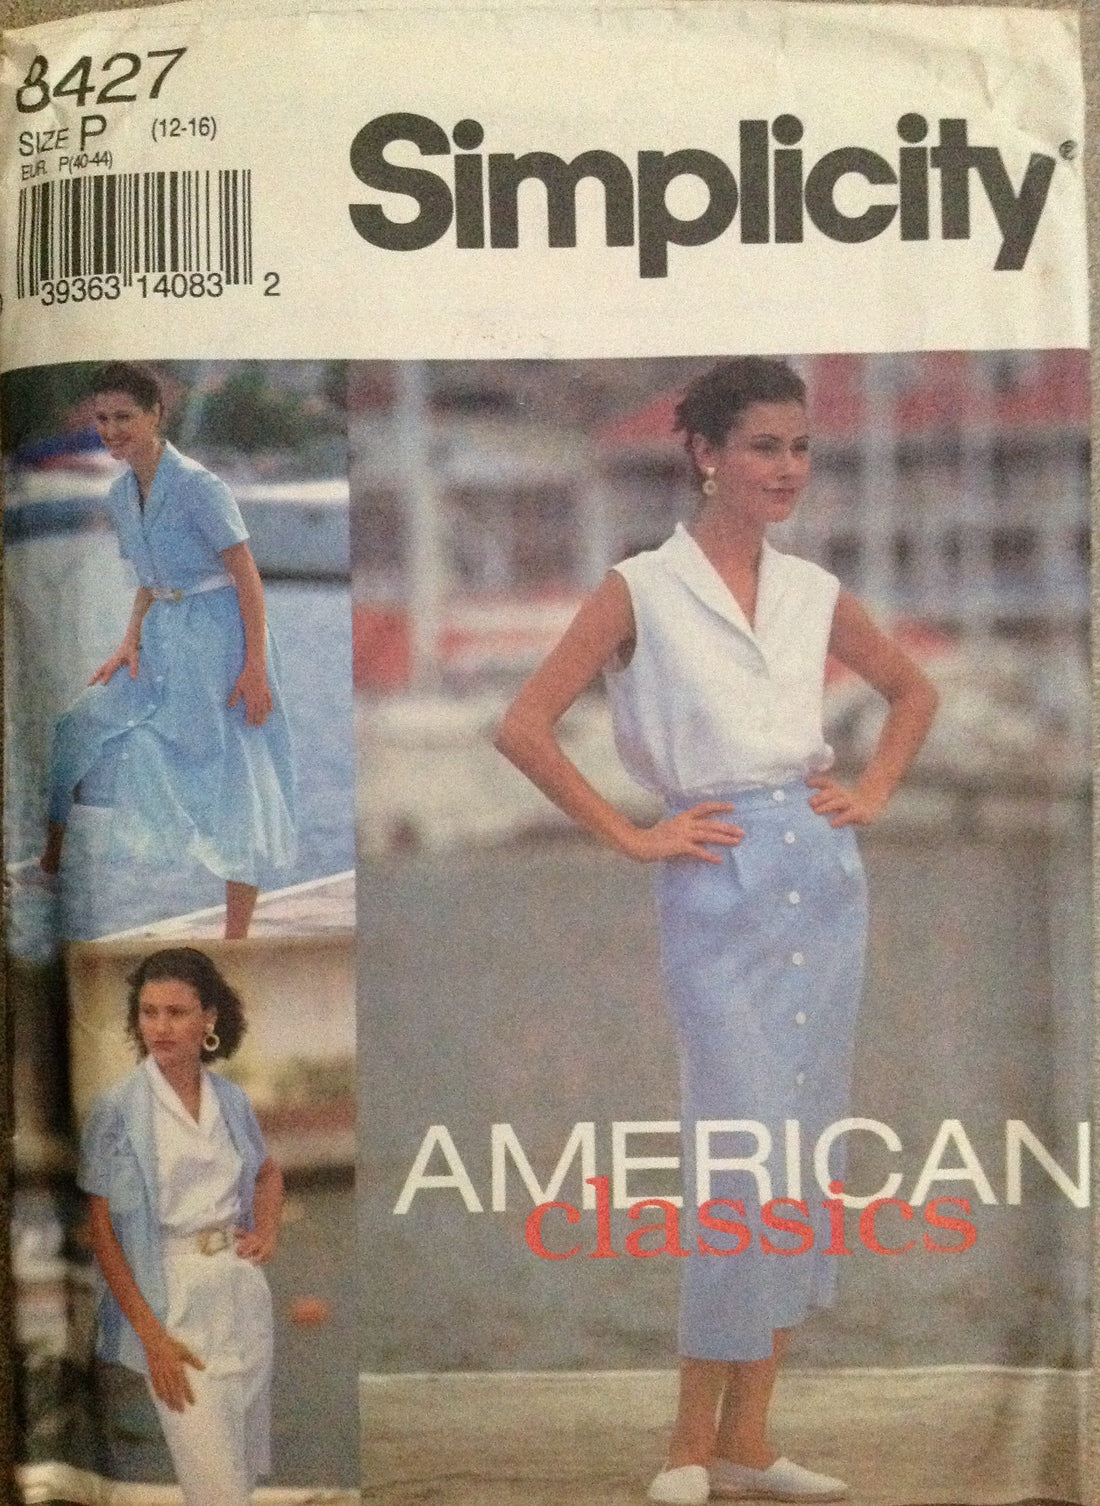 8427
SIZE P (12-16)
EUR. P(40-44)
39363 14083 2
Simplicity®
AMERICAN
classics